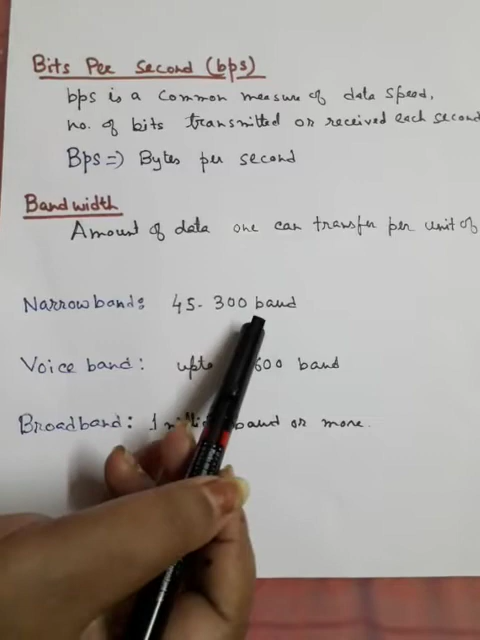 Bits Per Second (bps)
bps is a common measure of data speed,
no. of bits transmitted or received each second
Bps => Bytes per second
Bandwidth
Amount of data one can transfer per unit of
Narrowband: 45-300 baud
Voice band: upto 600 baud
Broadband: 1 baud or more.